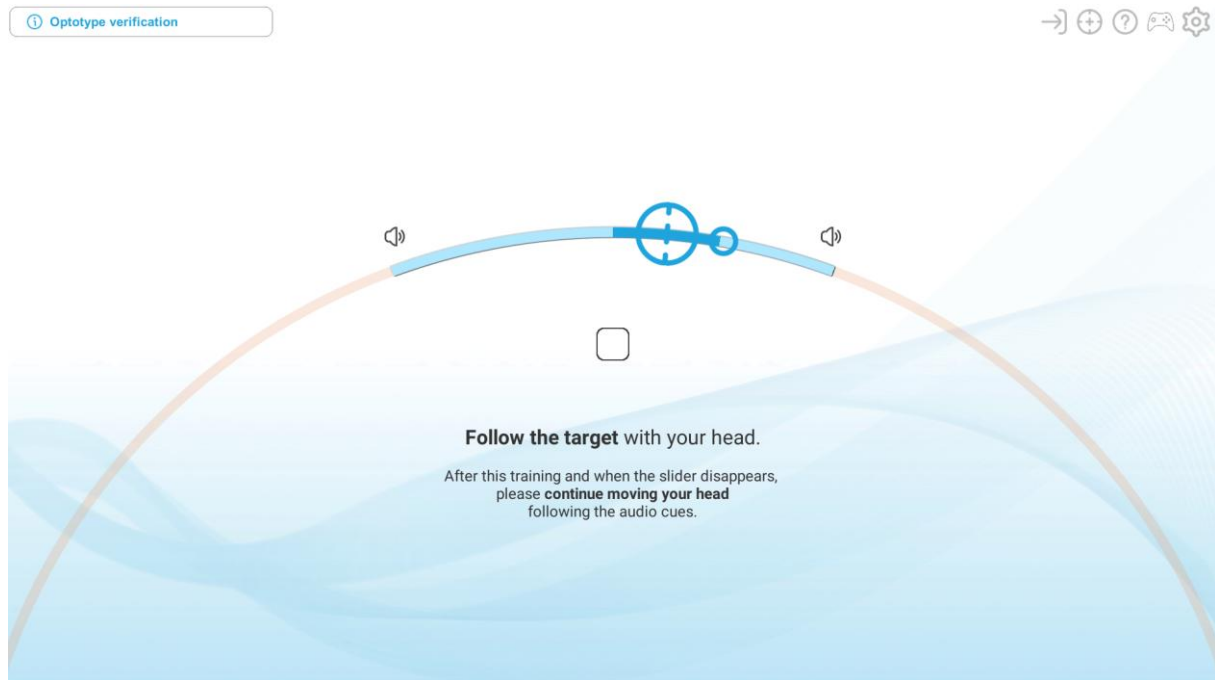 Optotype verification
Follow the target with your head.
After this training and when the slider disappears,
please continue moving your head
following the audio cues.